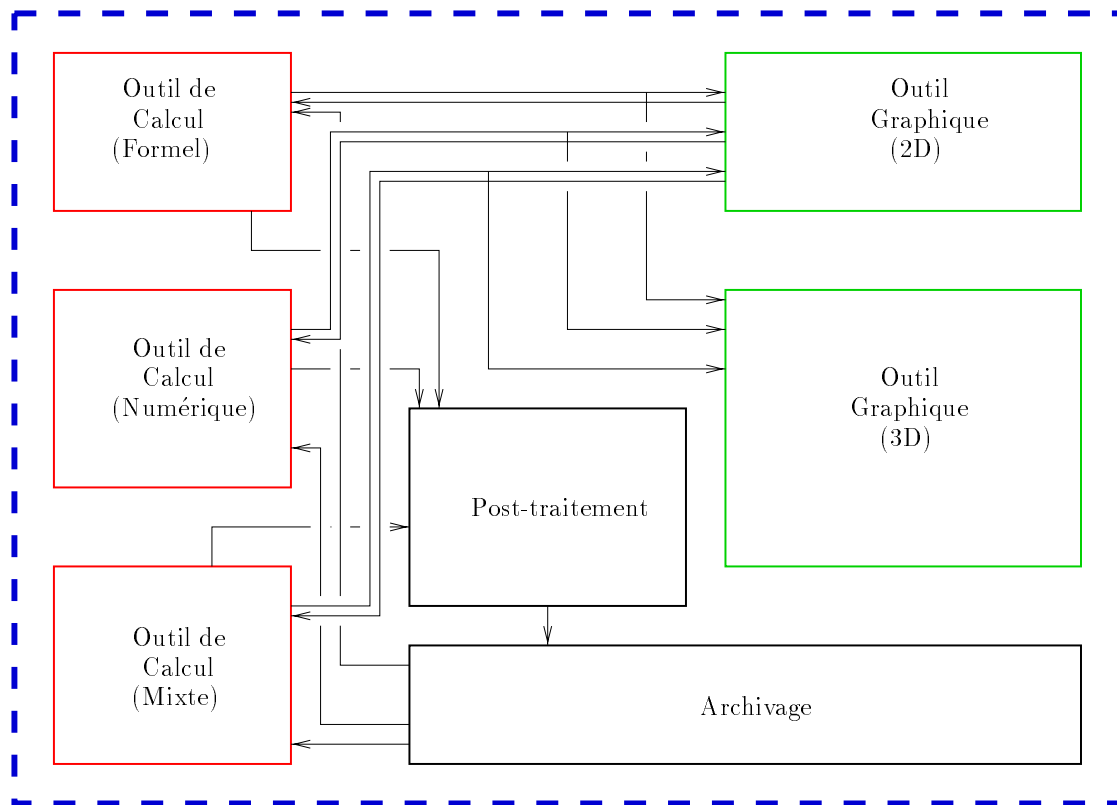 Outil de
Calcul
(Formel)
Outil
Graphique
(2D)
Outil de
Calcul
(Numérique)
Outil
Graphique
(3D)
Post-traitement
Outil de
Calcul
(Mixte)
Archivage